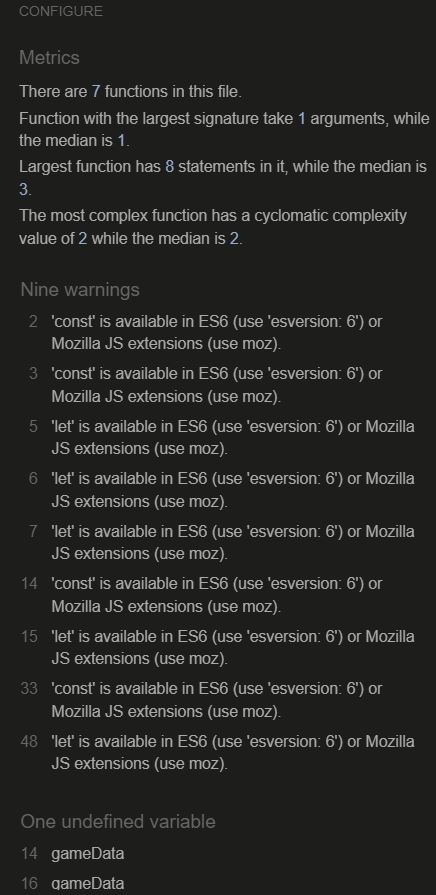 CONFIGURE
Metrics
There are 7 functions in this file.
Function with the largest signature take 1 arguments, while
the median is 1.
Largest function has 8 statements in it, while the median is
3.
The most complex function has a cyclomatic complexity
value of 2 while the median is 2.
Nine warnings
2 'const' is available in ES6 (use 'esversion: 6') or
Mozilla JS extensions (use moz).
3 'const' is available in ES6 (use 'esversion: 6') or
Mozilla JS extensions (use moz).
5 'let' is available in ES6 (use 'esversion: 6') or Mozilla
JS extensions (use moz).
6 'let' is available in ES6 (use 'esversion: 6') or Mozilla
JS extensions (use moz).
7 'let' is available in ES6 (use 'esversion: 6') or Mozilla
JS extensions (use moz).
14 'const' is available in ES6 (use 'esversion: 6') or
Mozilla JS extensions (use moz).
15 'let' is available in ES6 (use 'esversion: 6') or Mozilla
JS extensions (use moz).
33 'const' is available in ES6 (use 'esversion: 6') or
Mozilla JS extensions (use moz).
48 'let' is available in ES6 (use 'esversion: 6') or Mozilla
JS extensions (use moz).
One undefined variable
14 gameData
16 gameData